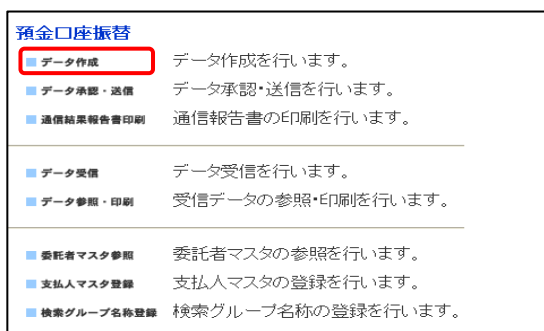 預金口座振替
データ作成 データ作成を行います。
データ承認・送信 データ承認・送信を行います。
通信結果報告書印刷 通信報告書の印刷を行います。
データ受信 データ受信を行います。
データ参照・印刷 受信データの参照・印刷を行います。
委託者マスタ参照 委託者マスタの参照を行います。
支払人マスタ登録 支払人マスタの登録を行います。
検索グループ名称登録 検索グループ名称の登録を行います。